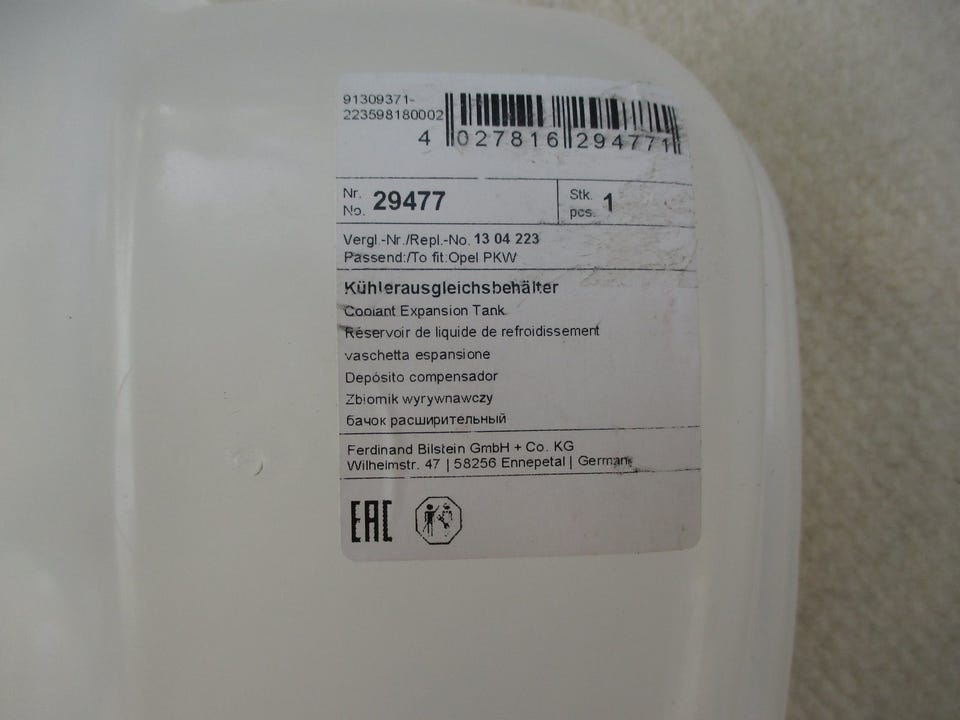 91309371-
223598180002
4 027816 294771
Nr. 29477
No.
Stk. 1
pcs.
Vergl.-Nr./Repl.-No. 13 04 223
Passend:/To fit:Opel PKW
Kühlerausgleichsbehälter
Coolant Expansion Tank
Réservoir de liquide de refroidissement
vaschetta espansione
Depósito compensador
Zbiornik wyrywnawczy
бачок расширительный
Ferdinand Bilstein GmbH + Co. KG
Wilhelmstr. 47 | 58256 Ennepetal | Germany
EAC